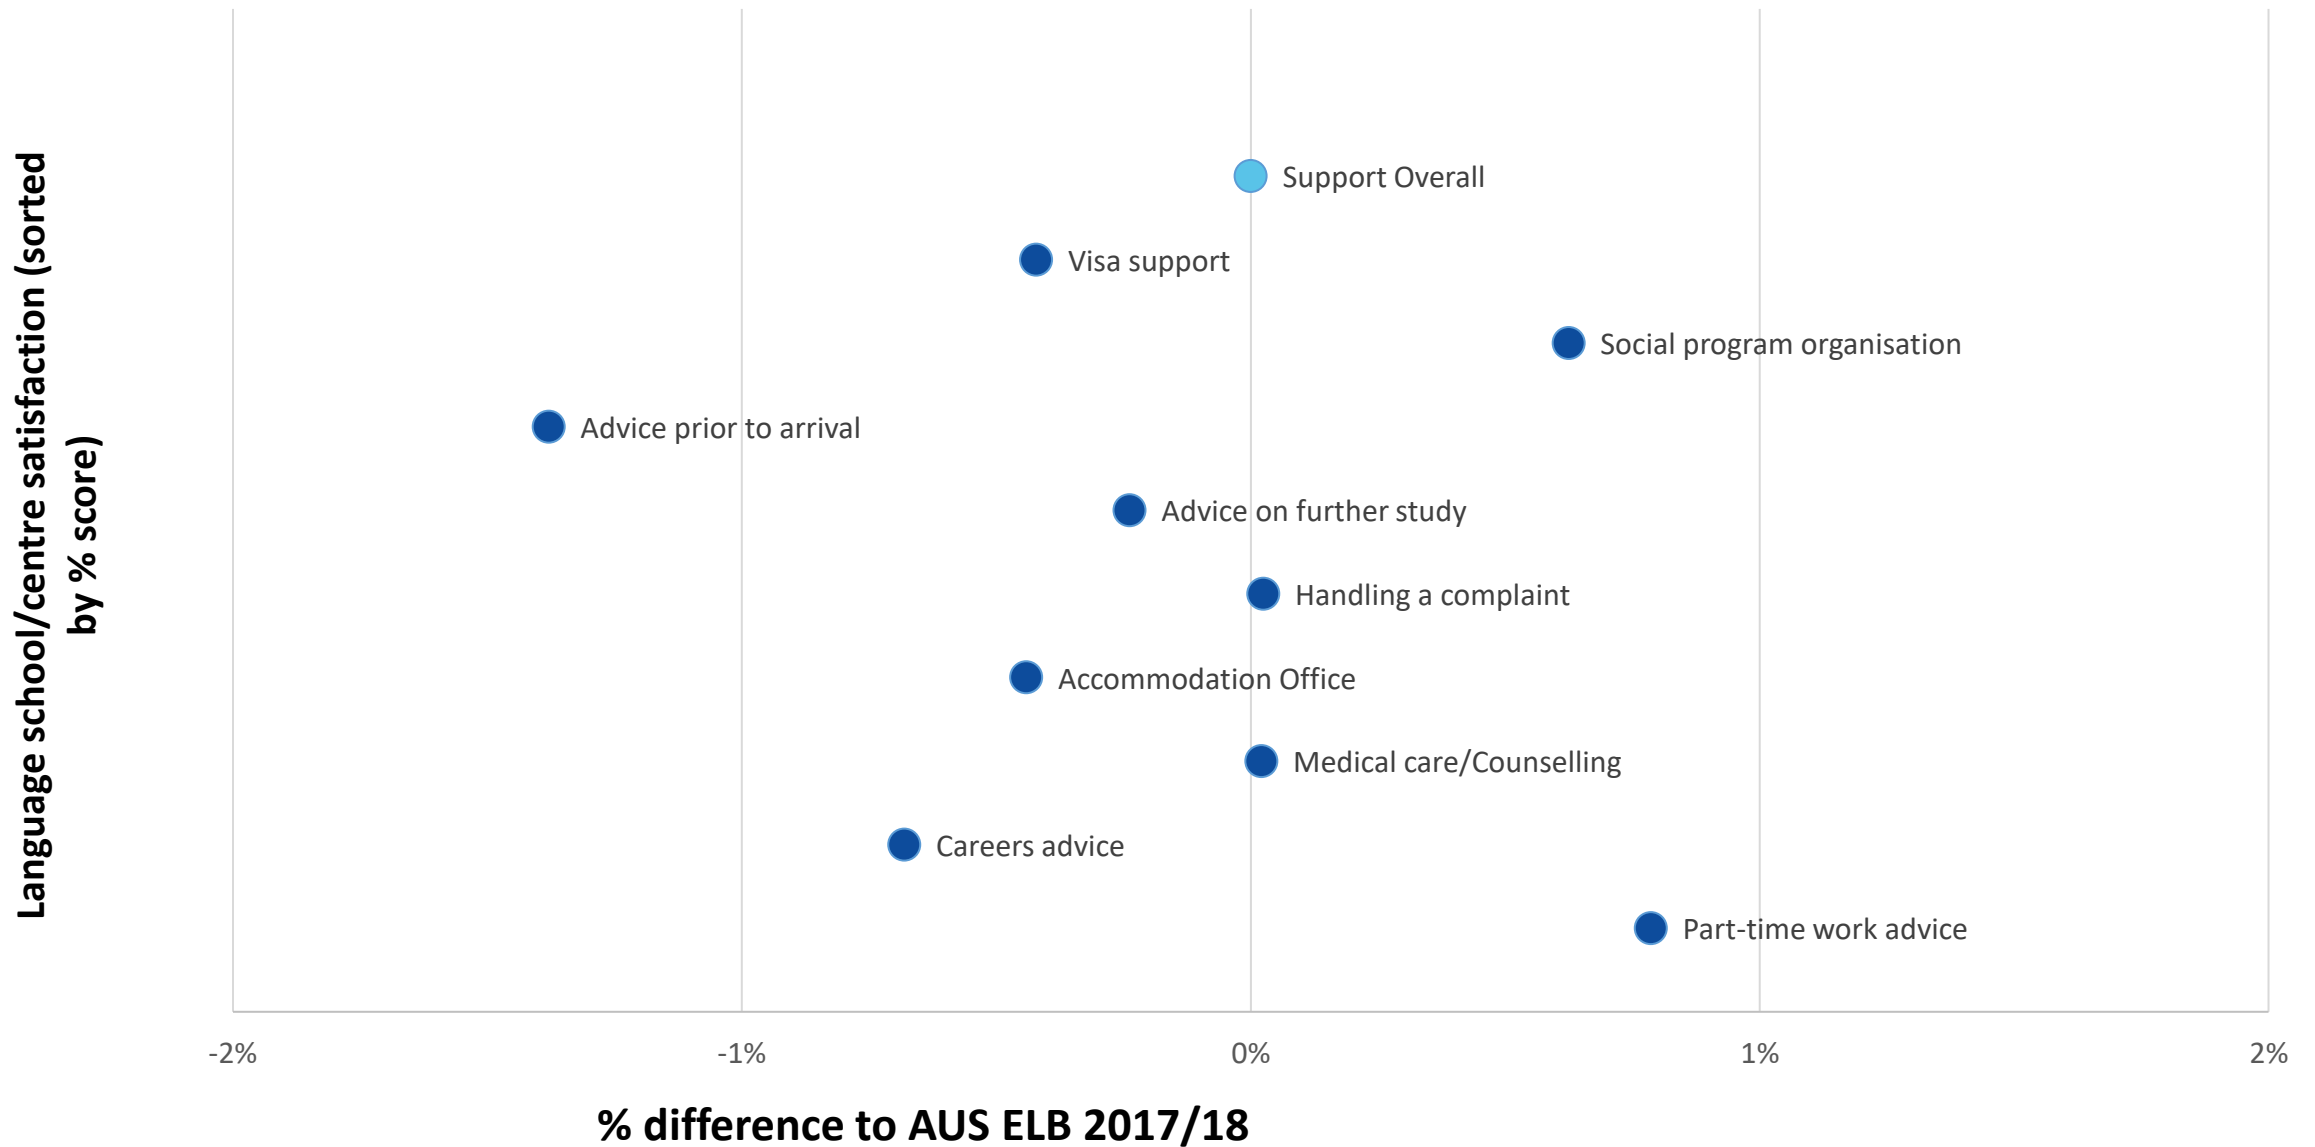 Language school/centre satisfaction (sorted
by % score)
Support Overall
Visa support
Social program organisation
Advice prior to arrival
Advice on further study
Handling a complaint
Accommodation Office
Medical care/Counselling
Careers advice
Part-time work advice
-2%
-1%
0%
1%
2%
% difference to AUS ELB 2017/18